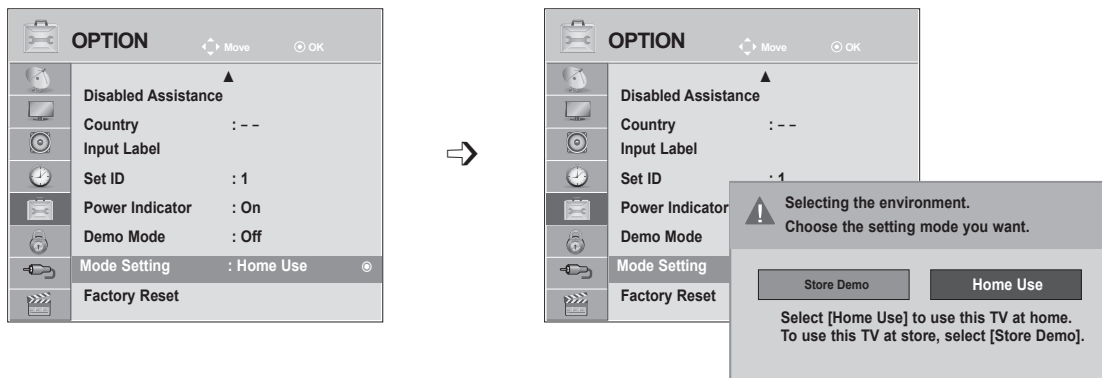 OPTION
Move
OK
Disabled Assistance
Country : – –
Input Label
Set ID : 1
Power Indicator : On
Demo Mode : Off
Mode Setting : Home Use
Factory Reset
OPTION
Move
OK
Disabled Assistance
Country : – –
Input Label
Set ID : 1
Power Indicator
Demo Mode
Mode Setting
Factory Reset
Selecting the environment.
Choose the setting mode you want.
Store Demo
Home Use
Select [Home Use] to use this TV at home.
To use this TV at store, select [Store Demo].